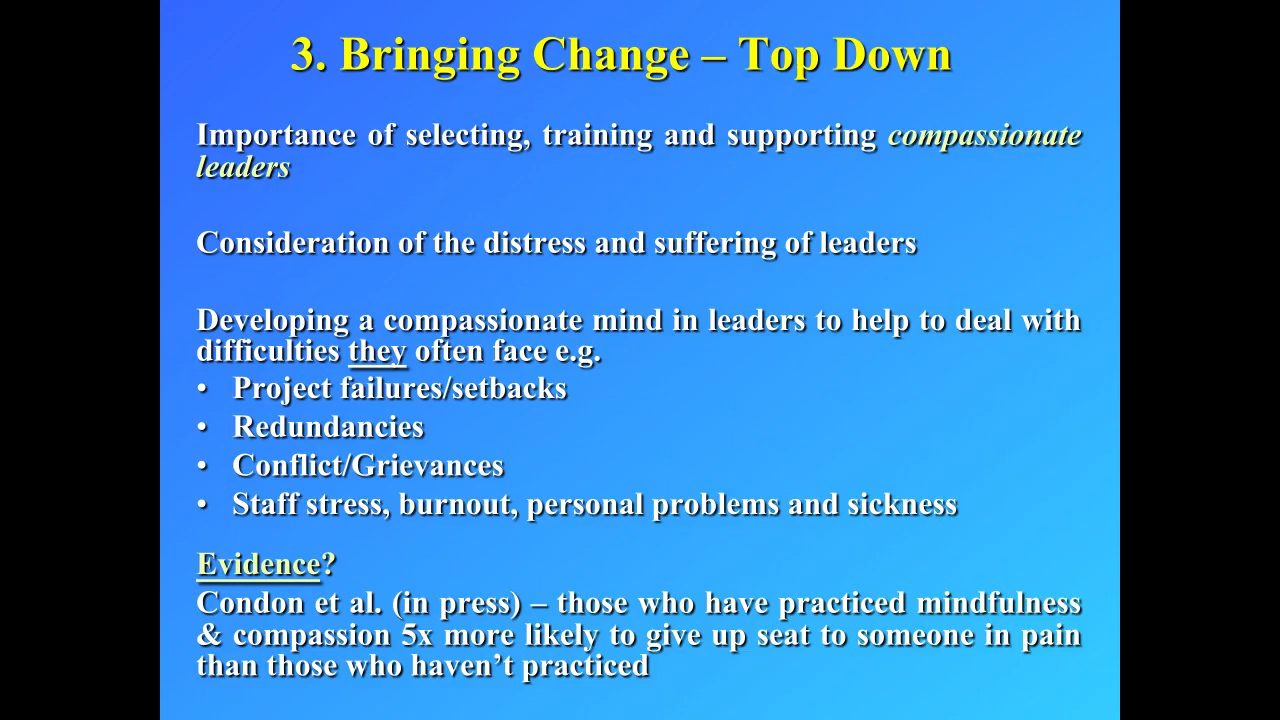 3. Bringing Change – Top Down
Importance of selecting, training and supporting compassionate
leaders
Consideration of the distress and suffering of leaders
Developing a compassionate mind in leaders to help to deal with
difficulties they often face e.g.
• Project failures/setbacks
• Redundancies
• Conflict/Grievances
• Staff stress, burnout, personal problems and sickness
Evidence?
Condon et al. (in press) – those who have practiced mindfulness
& compassion 5x more likely to give up seat to someone in pain
than those who haven’t practiced